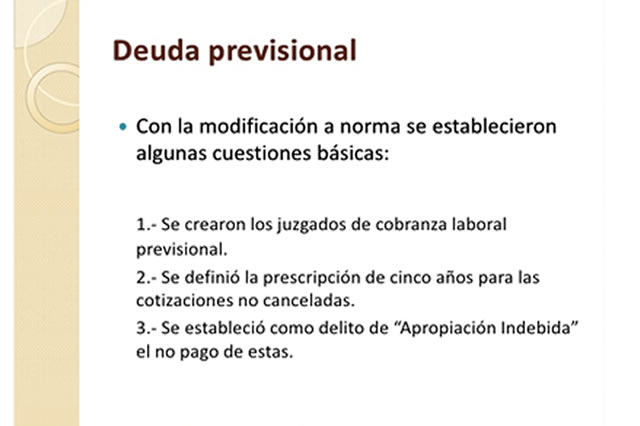 Deuda previsional
• Con la modificación a norma se establecieron
algunas cuestiones básicas:
1.- Se crearon los juzgados de cobranza laboral
previsional.
2.- Se definió la prescripción de cinco años para las
cotizaciones no canceladas.
3.- Se estableció como delito de “Apropiación Indebida”
el no pago de estas.